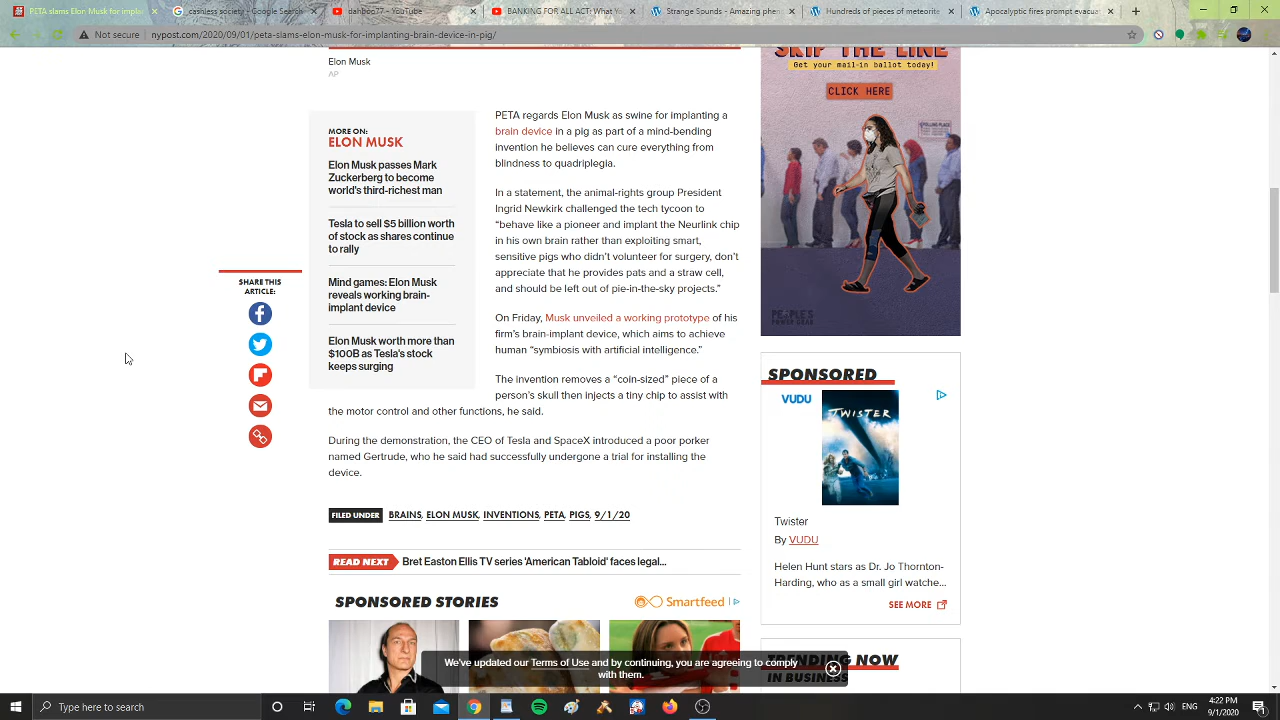 PETA slams Elon Musk for impla
cashless society - Google Search
dahboo77 - YouTube
BANKING FOR ALL ACT! What Yo
Strange Sounds - Amazing phen
Hundreds of pieces of meteorite
Apocalyptic fires prompt evacuat
Not secure | nypost.com/2020/09/01/peta-slams-elon-musk-for-implanting-brain-device-in-pig/
Elon Musk
AP
MORE ON:
ELON MUSK
Elon Musk passes Mark
Zuckerberg to become
world's third-richest man
Tesla to sell $5 billion worth
of stock as shares continue
to rally
Mind games: Elon Musk
reveals working brain-
implant device
Elon Musk worth more than
$100B as Tesla's stock
keeps surging
SHARE THIS
ARTICLE:
PETA regards Elon Musk as swine for implanting a
brain device in a pig as part of a mind-bending
invention he believes can cure everything from
blindness to quadriplegia.
In a statement, the animal-rights group President
Ingrid Newkirk challenged the tech tycoon to
“behave like a pioneer and implant the Neurlink chip
in his own brain rather than exploiting smart,
sensitive pigs who didn’t volunteer for surgery, don’t
appreciate that he provides pats and a straw cell,
and should be left out of pie-in-the-sky projects.”
On Friday, Musk unveiled a working prototype of his
firm’s brain-implant device, which aims to achieve
human “symbiosis with artificial intelligence.”
The invention removes a “coin-sized” piece of a
person’s skull then injects a tiny chip to assist with
the motor control and other functions, he said.
During the demonstration, the CEO of Tesla and SpaceX introduced a poor porker
named Gertrude, who he said had successfully undergone a trial for installing the
device.
FILED UNDER BRAINS, ELON MUSK, INVENTIONS, PETA, PIGS, 9/1/20
READ NEXT Bret Easton Ellis TV series 'American Tabloid' faces legal...
SPONSORED STORIES
Smartfeed
SKIP THE LINE
Get your mail-in ballot today!
CLICK HERE
POLLING PLACE
SPONSORED
VUDU
TWISTER
Twister
By VUDU
Helen Hunt stars as Dr. Jo Thornton-
Harding, who as a small girl watche...
SEE MORE
TRENDING NOW
IN BUSINESS
We've updated our Terms of Use and by continuing, you are agreeing to comply
with them.
Type here to search
ENG
4:22 PM
9/1/2020